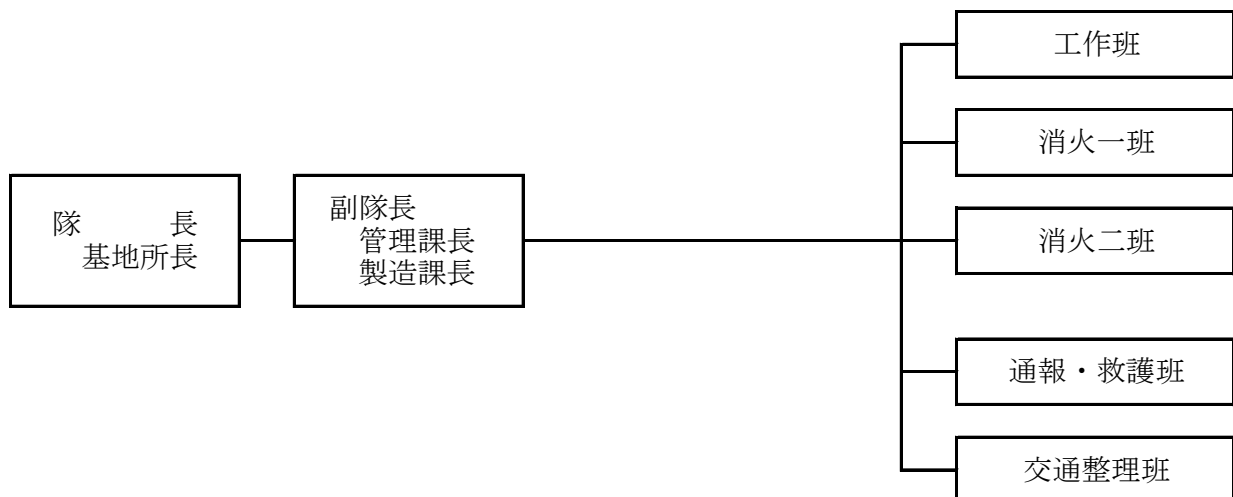 隊　　　長
基地所長
副隊長
管理課長
製造課長
工作班
消火一班
消火二班
通報・救護班
交通整理班